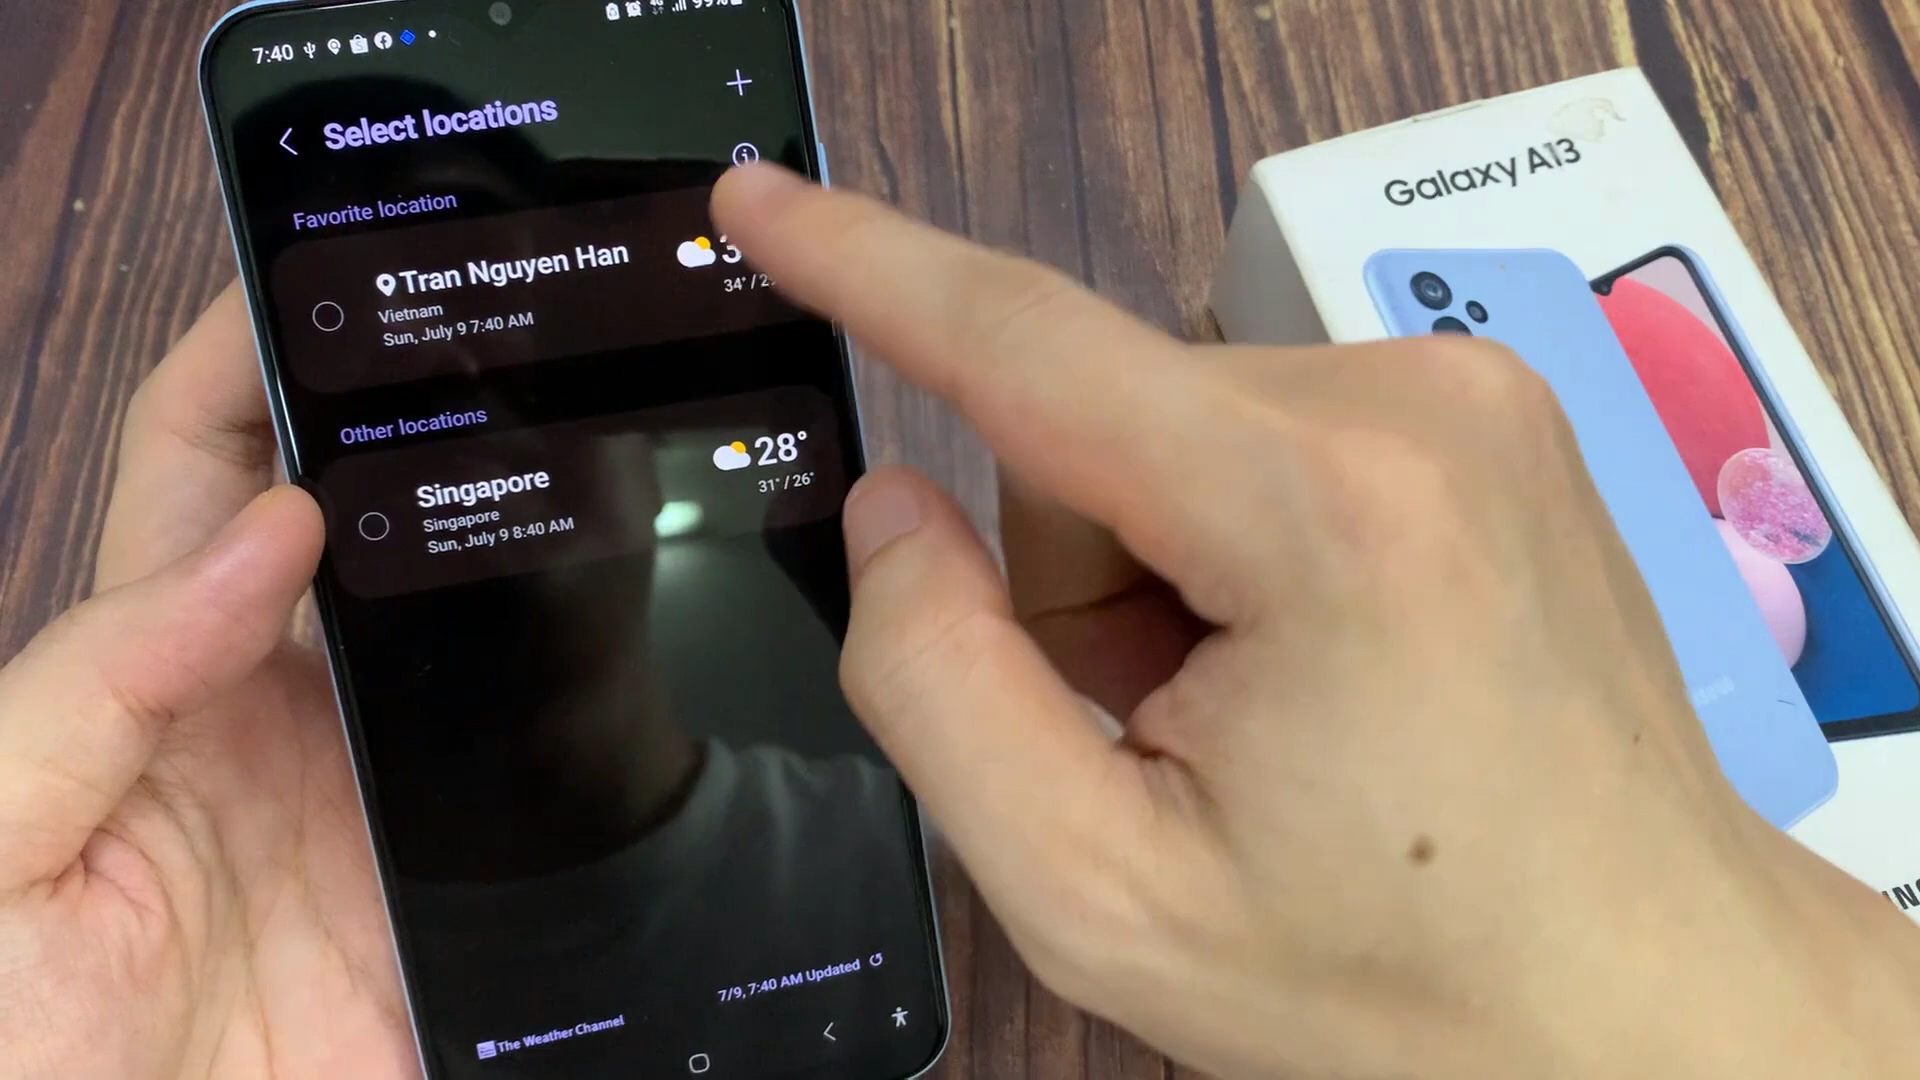 7:40
99%
Select locations
Favorite location
Tran Nguyen Han
Vietnam
Sun, July 9 7:40 AM
34° /
Other locations
Singapore
28°
Singapore
31° / 26°
Sun, July 9 8:40 AM
7/9, 7:40 AM Updated
The Weather Channel
Galaxy A13